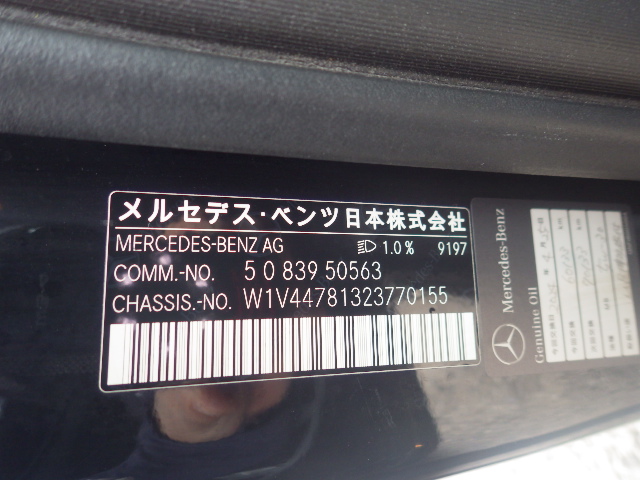 メルセデス・ベンツ日本株式会社
MERCEDES-BENZ AG 1.0% 9197
COMM.-NO. 5 0 839 50563
CHASSIS.-NO. W1V44781323770155
Mercedes-Benz
Genuine Oil